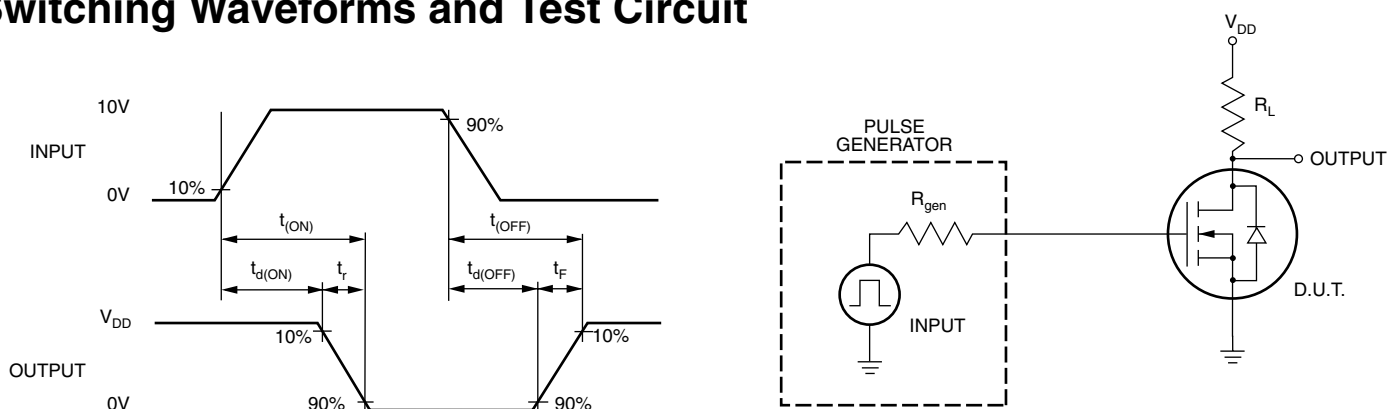 Switching Waveforms and Test Circuit
10V
INPUT
0V
10%
90%
t(ON)
t(OFF)
td(ON)
tr
td(OFF)
tF
VDD
OUTPUT
0V
10%
10%
90%
90%
VDD
RL
OUTPUT
PULSE
GENERATOR
Rgen
INPUT
D.U.T.